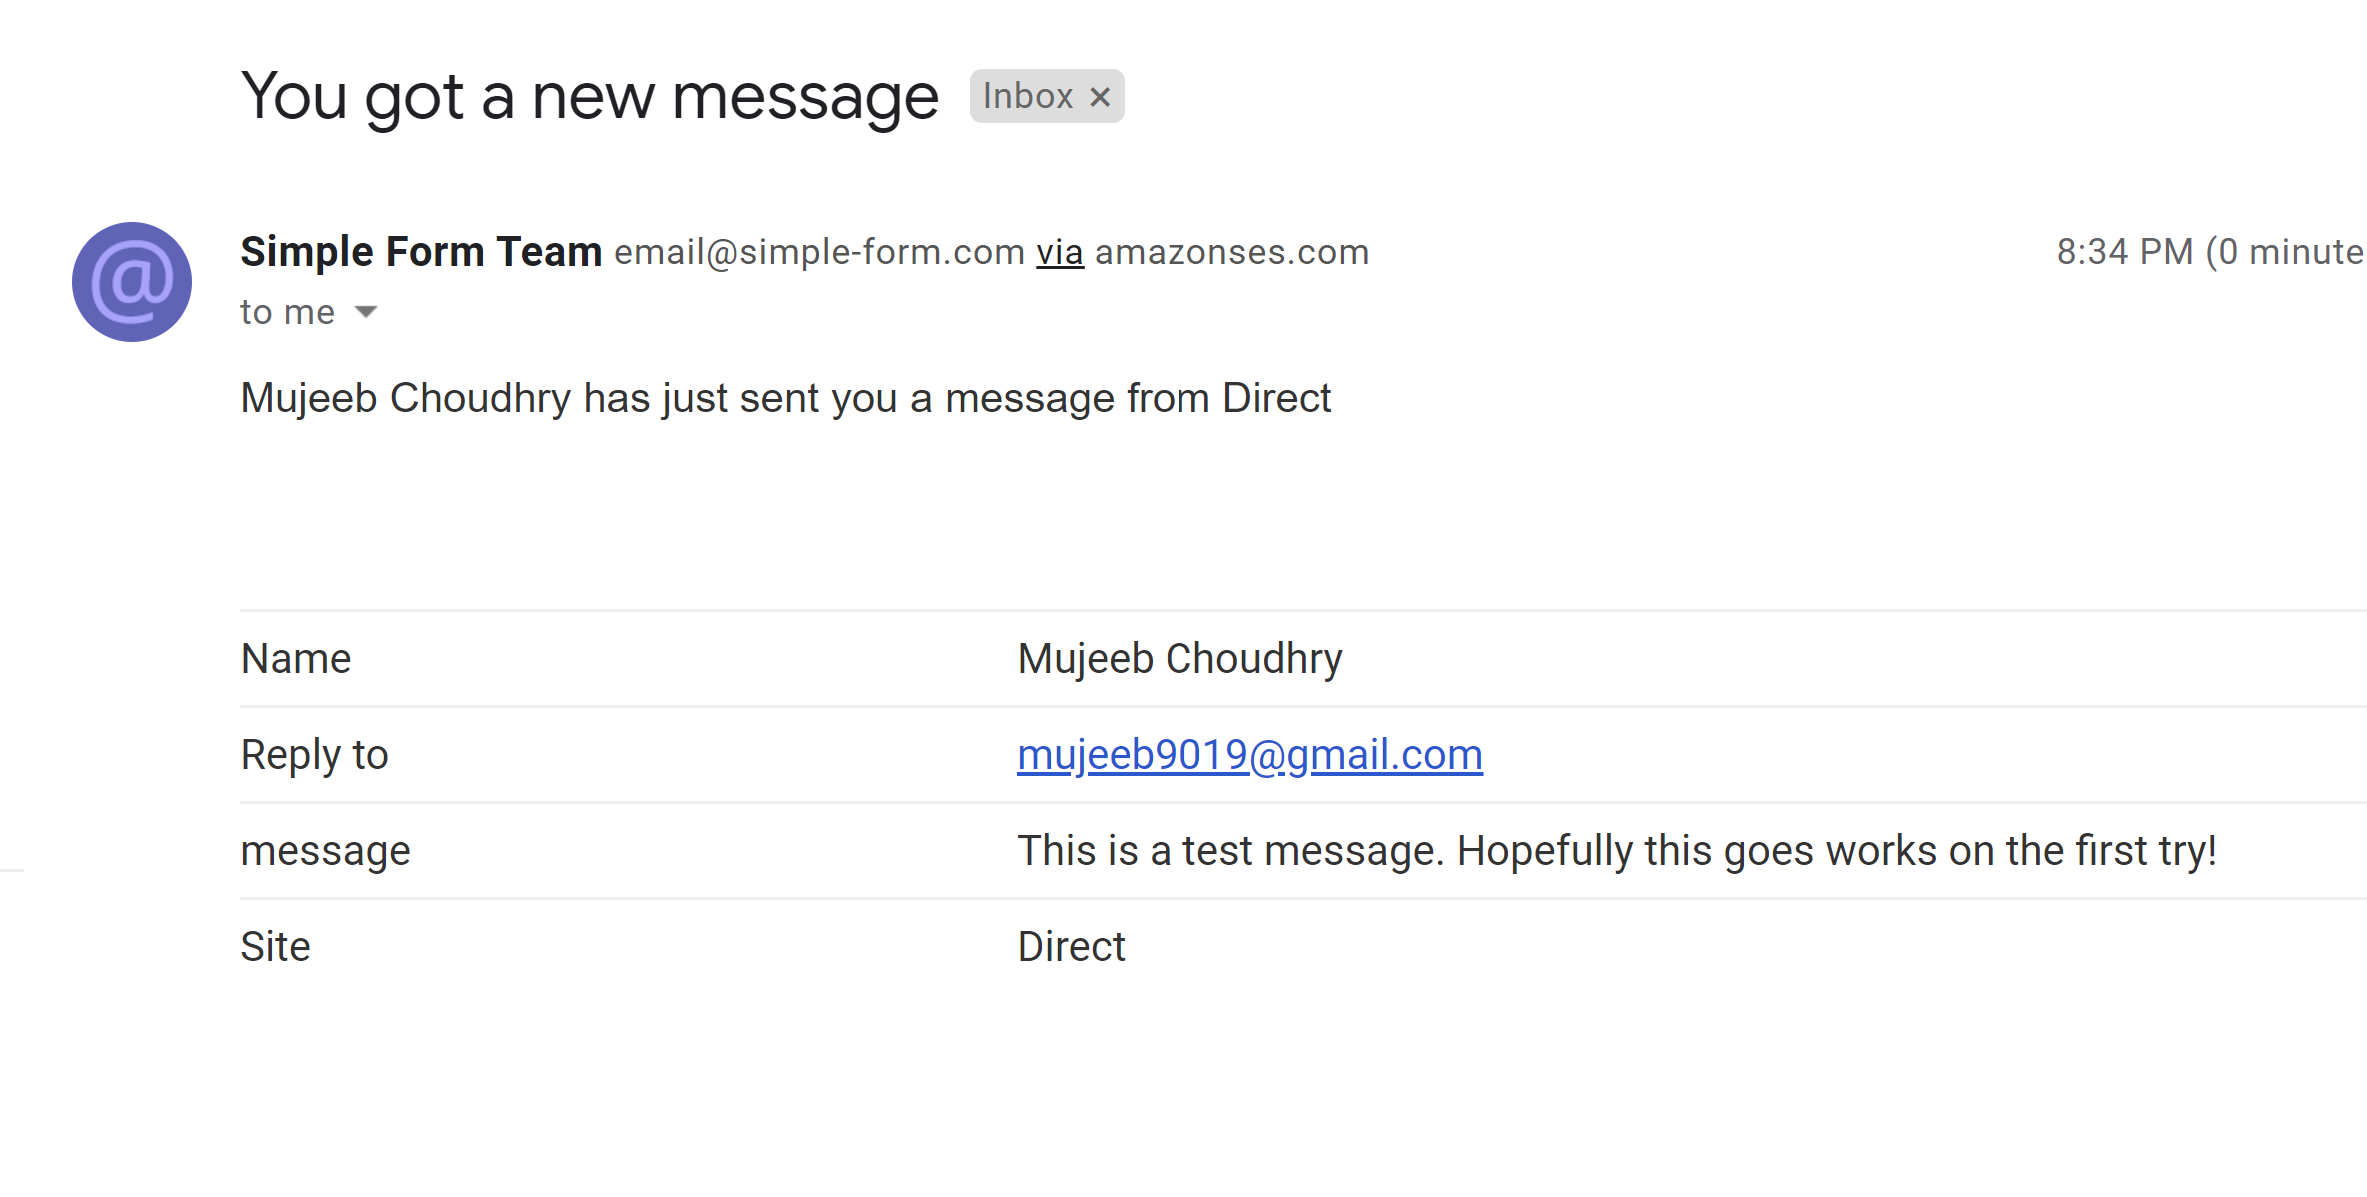 You got a new message Inbox ×
Simple Form Team email@simple-form.com via amazonses.com 8:34 PM (0 minute
to me
Mujeeb Choudhry has just sent you a message from Direct
Name Mujeeb Choudhry
Reply to mujeeb9019@gmail.com
message This is a test message. Hopefully this goes works on the first try!
Site Direct